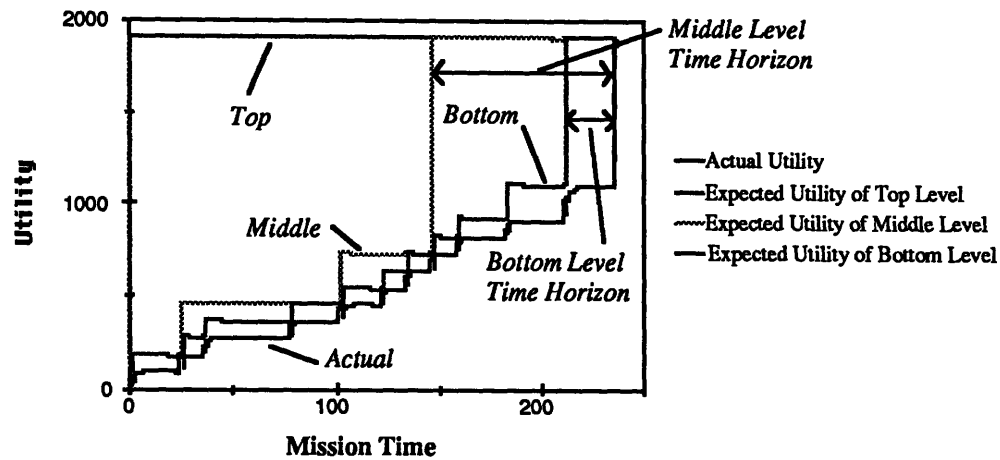 2000
Middle Level
Time Horizon
Top
Bottom
Actual Utility
Expected Utility of Top Level
Expected Utility of Middle Level
Expected Utility of Bottom Level
Utility
1000
Middle
Bottom Level
Time Horizon
Actual
0
0
100
200
Mission Time